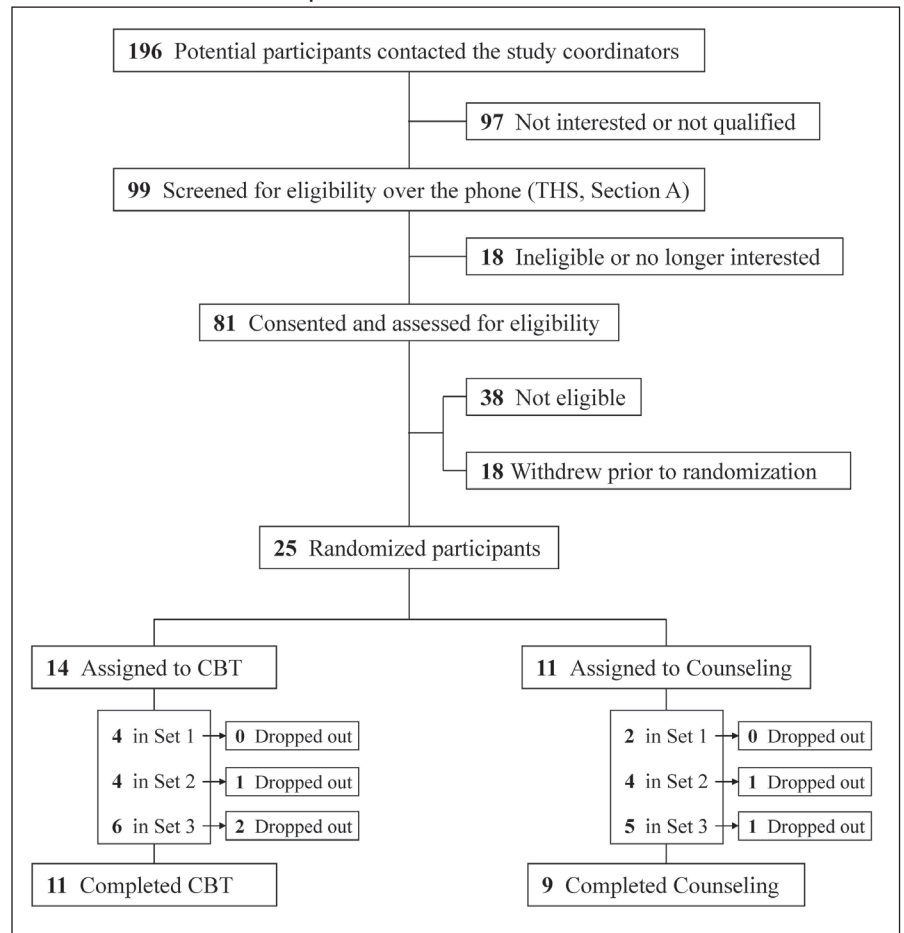 196 Potential participants contacted the study coordinators
97 Not interested or not qualified
99 Screened for eligibility over the phone (THS, Section A)
18 Ineligible or no longer interested
81 Consented and assessed for eligibility
38 Not eligible
18 Withdrew prior to randomization
25 Randomized participants
14 Assigned to CBT
4 in Set 1
0 Dropped out
4 in Set 2
1 Dropped out
6 in Set 3
2 Dropped out
11 Completed CBT
11 Assigned to Counseling
2 in Set 1
0 Dropped out
4 in Set 2
1 Dropped out
5 in Set 3
1 Dropped out
9 Completed Counseling